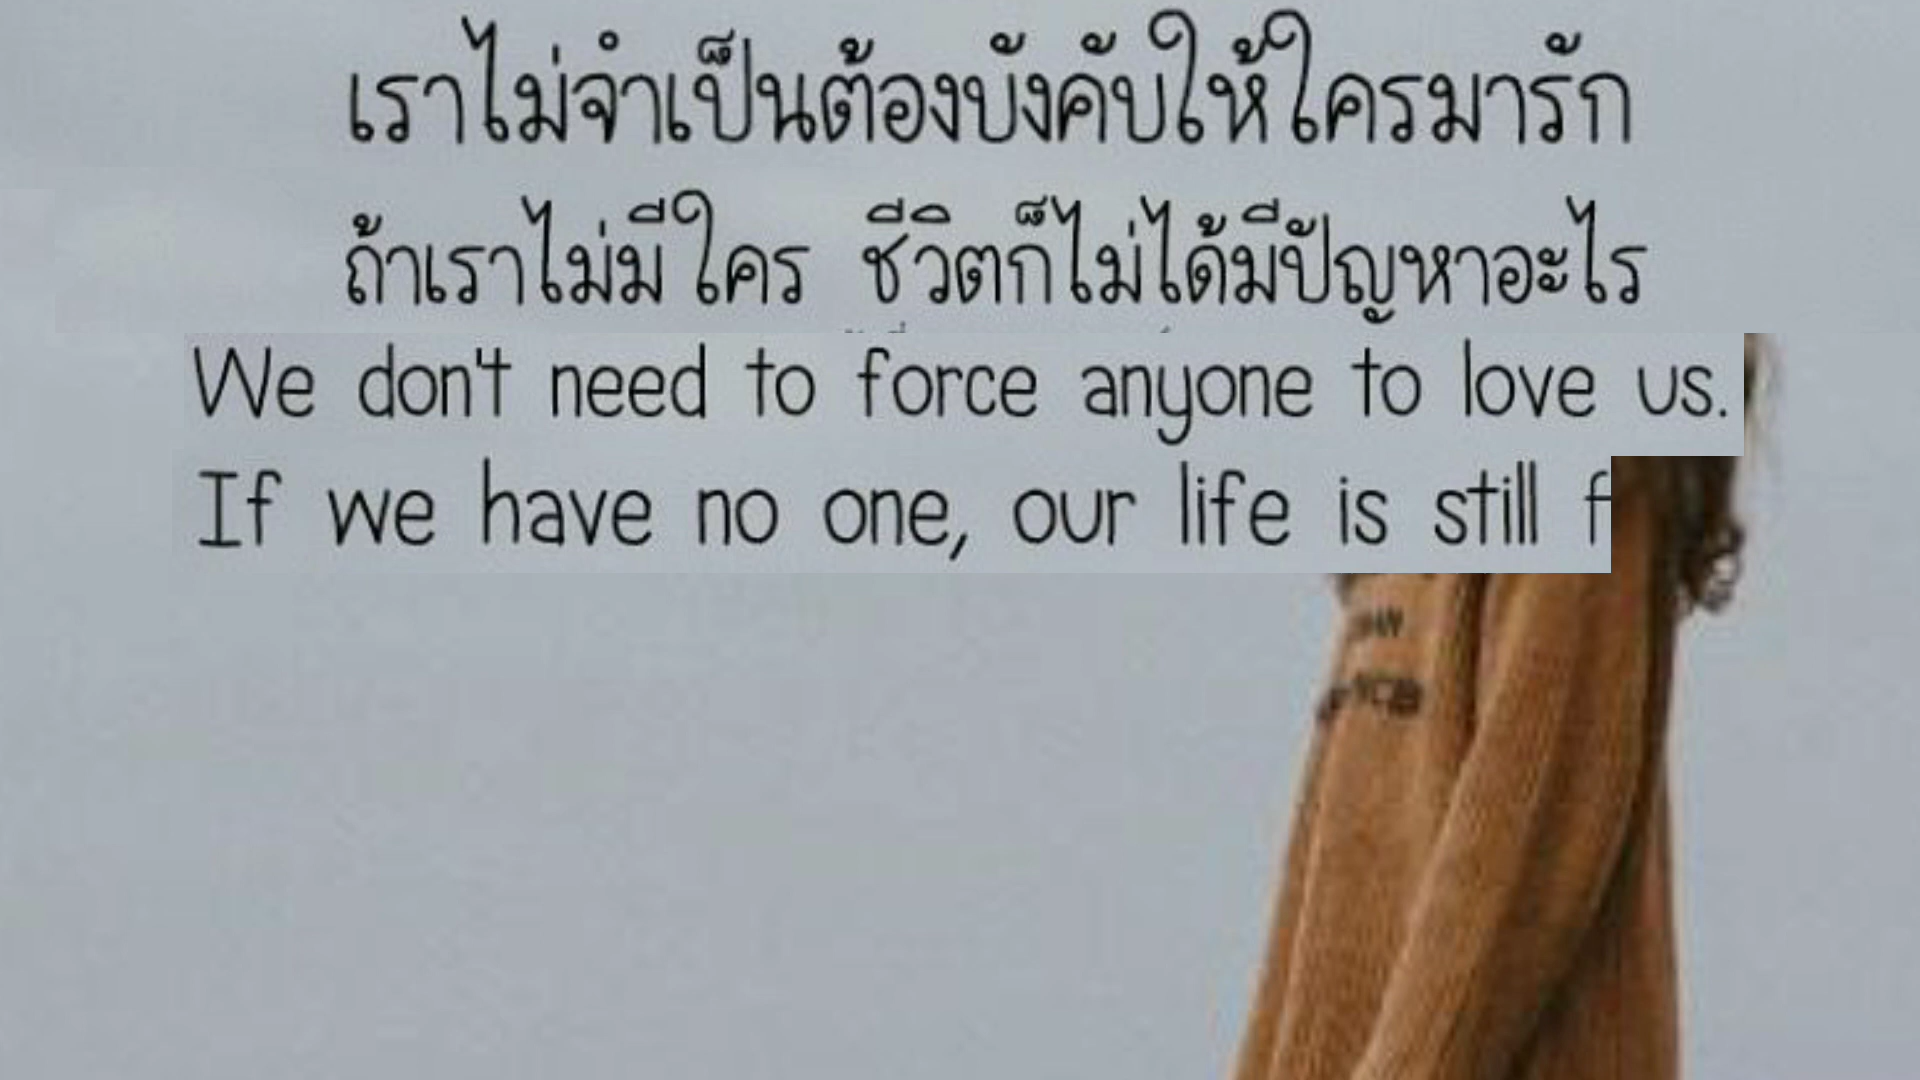 เราไม่จำเป็นต้องบังคับให้ใครมารัก
ถ้าเราไม่มีใคร ชีวิตก็ไม่ได้มีปัญหาอะไร
We don't need to force anyone to love us.
If we have no one, our life is still f